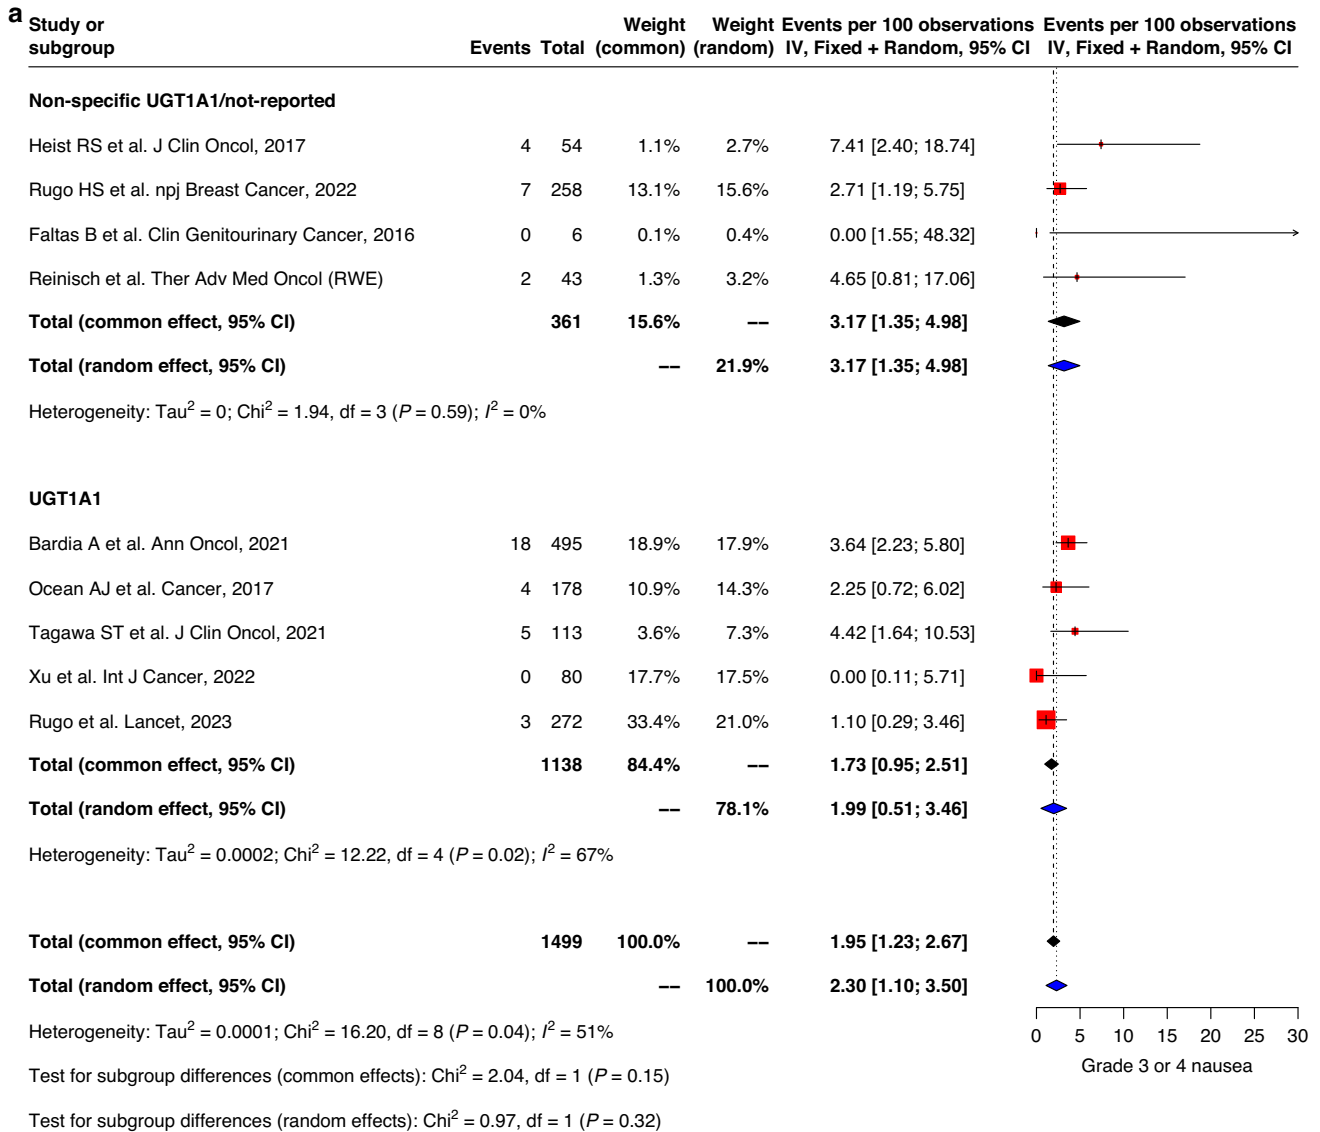 a
Study or subgroup Events Total Weight (common) Weight (random) Events per 100 observations IV, Fixed + Random, 95% CI Events per 100 observations IV, Fixed + Random, 95% CI
Non-specific UGT1A1/not-reported
Heist RS et al. J Clin Oncol, 2017 4 54 1.1% 2.7% 7.41 [2.40; 18.74]
Rugo HS et al. npj Breast Cancer, 2022 7 258 13.1% 15.6% 2.71 [1.19; 5.75]
Faltas B et al. Clin Genitourinary Cancer, 2016 0 6 0.1% 0.4% 0.00 [1.55; 48.32]
Reinisch et al. Ther Adv Med Oncol (RWE) 2 43 1.3% 3.2% 4.65 [0.81; 17.06]
Total (common effect, 95% CI) 361 15.6% –– 3.17 [1.35; 4.98]
Total (random effect, 95% CI) –– 21.9% 3.17 [1.35; 4.98]
Heterogeneity: Tau² = 0; Chi² = 1.94, df = 3 (P = 0.59); I² = 0%
UGT1A1
Bardia A et al. Ann Oncol, 2021 18 495 18.9% 17.9% 3.64 [2.23; 5.80]
Ocean AJ et al. Cancer, 2017 4 178 10.9% 14.3% 2.25 [0.72; 6.02]
Tagawa ST et al. J Clin Oncol, 2021 5 113 3.6% 7.3% 4.42 [1.64; 10.53]
Xu et al. Int J Cancer, 2022 0 80 17.7% 17.5% 0.00 [0.11; 5.71]
Rugo et al. Lancet, 2023 3 272 33.4% 21.0% 1.10 [0.29; 3.46]
Total (common effect, 95% CI) 1138 84.4% –– 1.73 [0.95; 2.51]
Total (random effect, 95% CI) –– 78.1% 1.99 [0.51; 3.46]
Heterogeneity: Tau² = 0.0002; Chi² = 12.22, df = 4 (P = 0.02); I² = 67%
Total (common effect, 95% CI) 1499 100.0% –– 1.95 [1.23; 2.67]
Total (random effect, 95% CI) –– 100.0% 2.30 [1.10; 3.50]
Heterogeneity: Tau² = 0.0001; Chi² = 16.20, df = 8 (P = 0.04); I² = 51%
0 5 10 15 20 25 30
Grade 3 or 4 nausea
Test for subgroup differences (common effects): Chi² = 2.04, df = 1 (P = 0.15)
Test for subgroup differences (random effects): Chi² = 0.97, df = 1 (P = 0.32)